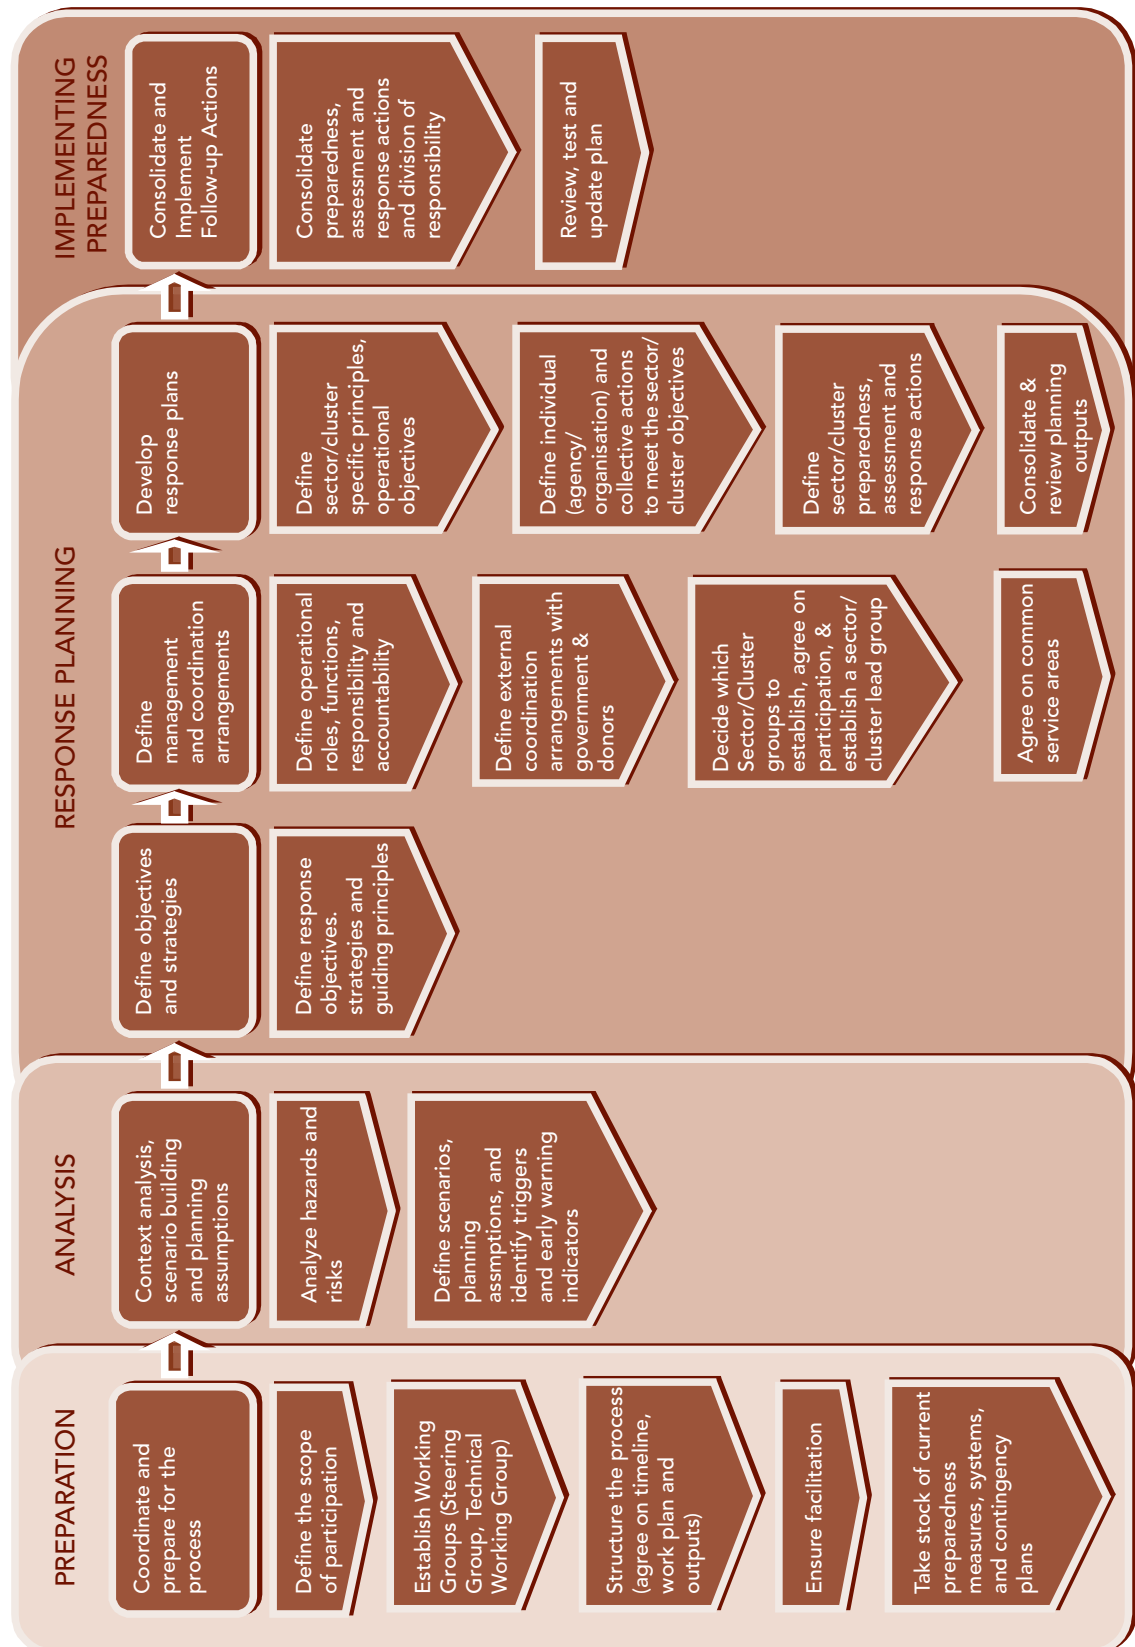 PREPARATION
Coordinate and
prepare for the
process
Define the scope
of participation
Establish Working
Groups (Steering
Group, Technical
Working Group)
Structure the process
(agree on timeline,
work plan and
outputs)
Ensure facilitation
Take stock of current
preparedness
measures, systems,
and contingency
plans
ANALYSIS
Context analysis,
scenario building
and planning
assumptions
Analyze hazards and
risks
Define scenarios,
planning
assmptions, and
identify triggers
and early warning
indicators
RESPONSE PLANNING
Define objectives
and strategies
Define response
objectives.
strategies and
guiding principles
Define
management
and coordination
arrangements
Define operational
roles, functions,
responsibility and
accountability
Define external
coordination
arrangements with
government &
donors
Decide which
Sector/Cluster
groups to
establish, agree on
participation, &
establish a sector/
cluster lead group
Agree on common
service areas
Develop
response plans
Define
sector/cluster
specific principles,
operational
objectives
Define individual
(agency/
organisation) and
collective actions
to meet the sector/
cluster objectives
Define
sector/cluster
preparedness,
assessment and
response actions
Consolidate &
review planning
outputs
IMPLEMENTING
PREPAREDNESS
Consolidate and
Implement
Follow-up Actions
Consolidate
preparedness,
assessment and
response actions
and division of
responsibility
Review, test and
update plan